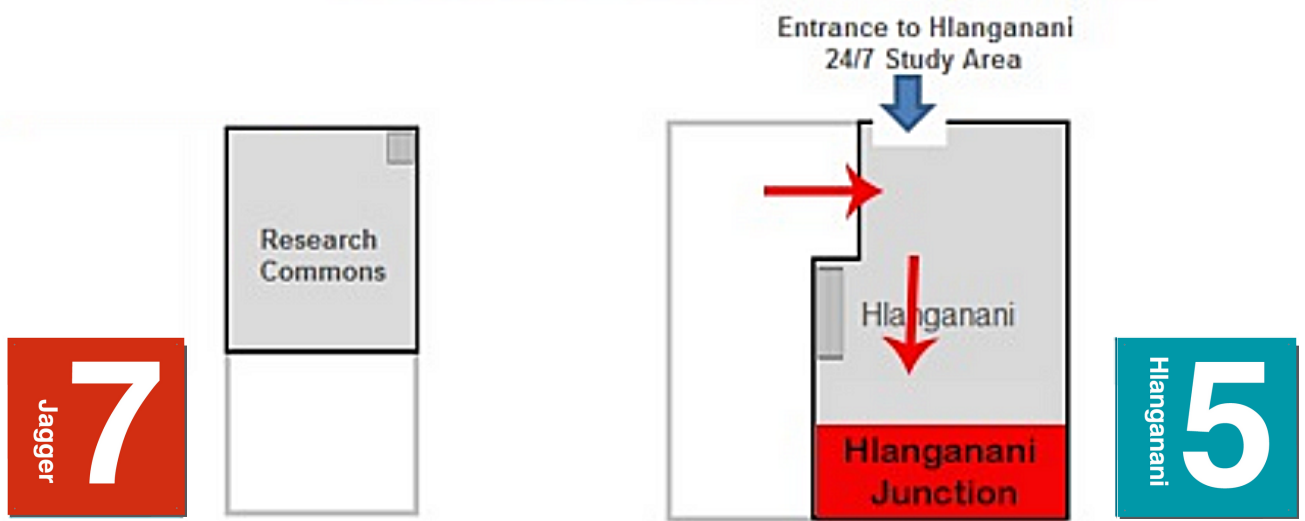 Entrance to Hlanganani
24/7 Study Area
Research
Commons
Hlanganani
Hlanganani
Junction
7
Jagger
Hlanganani
5